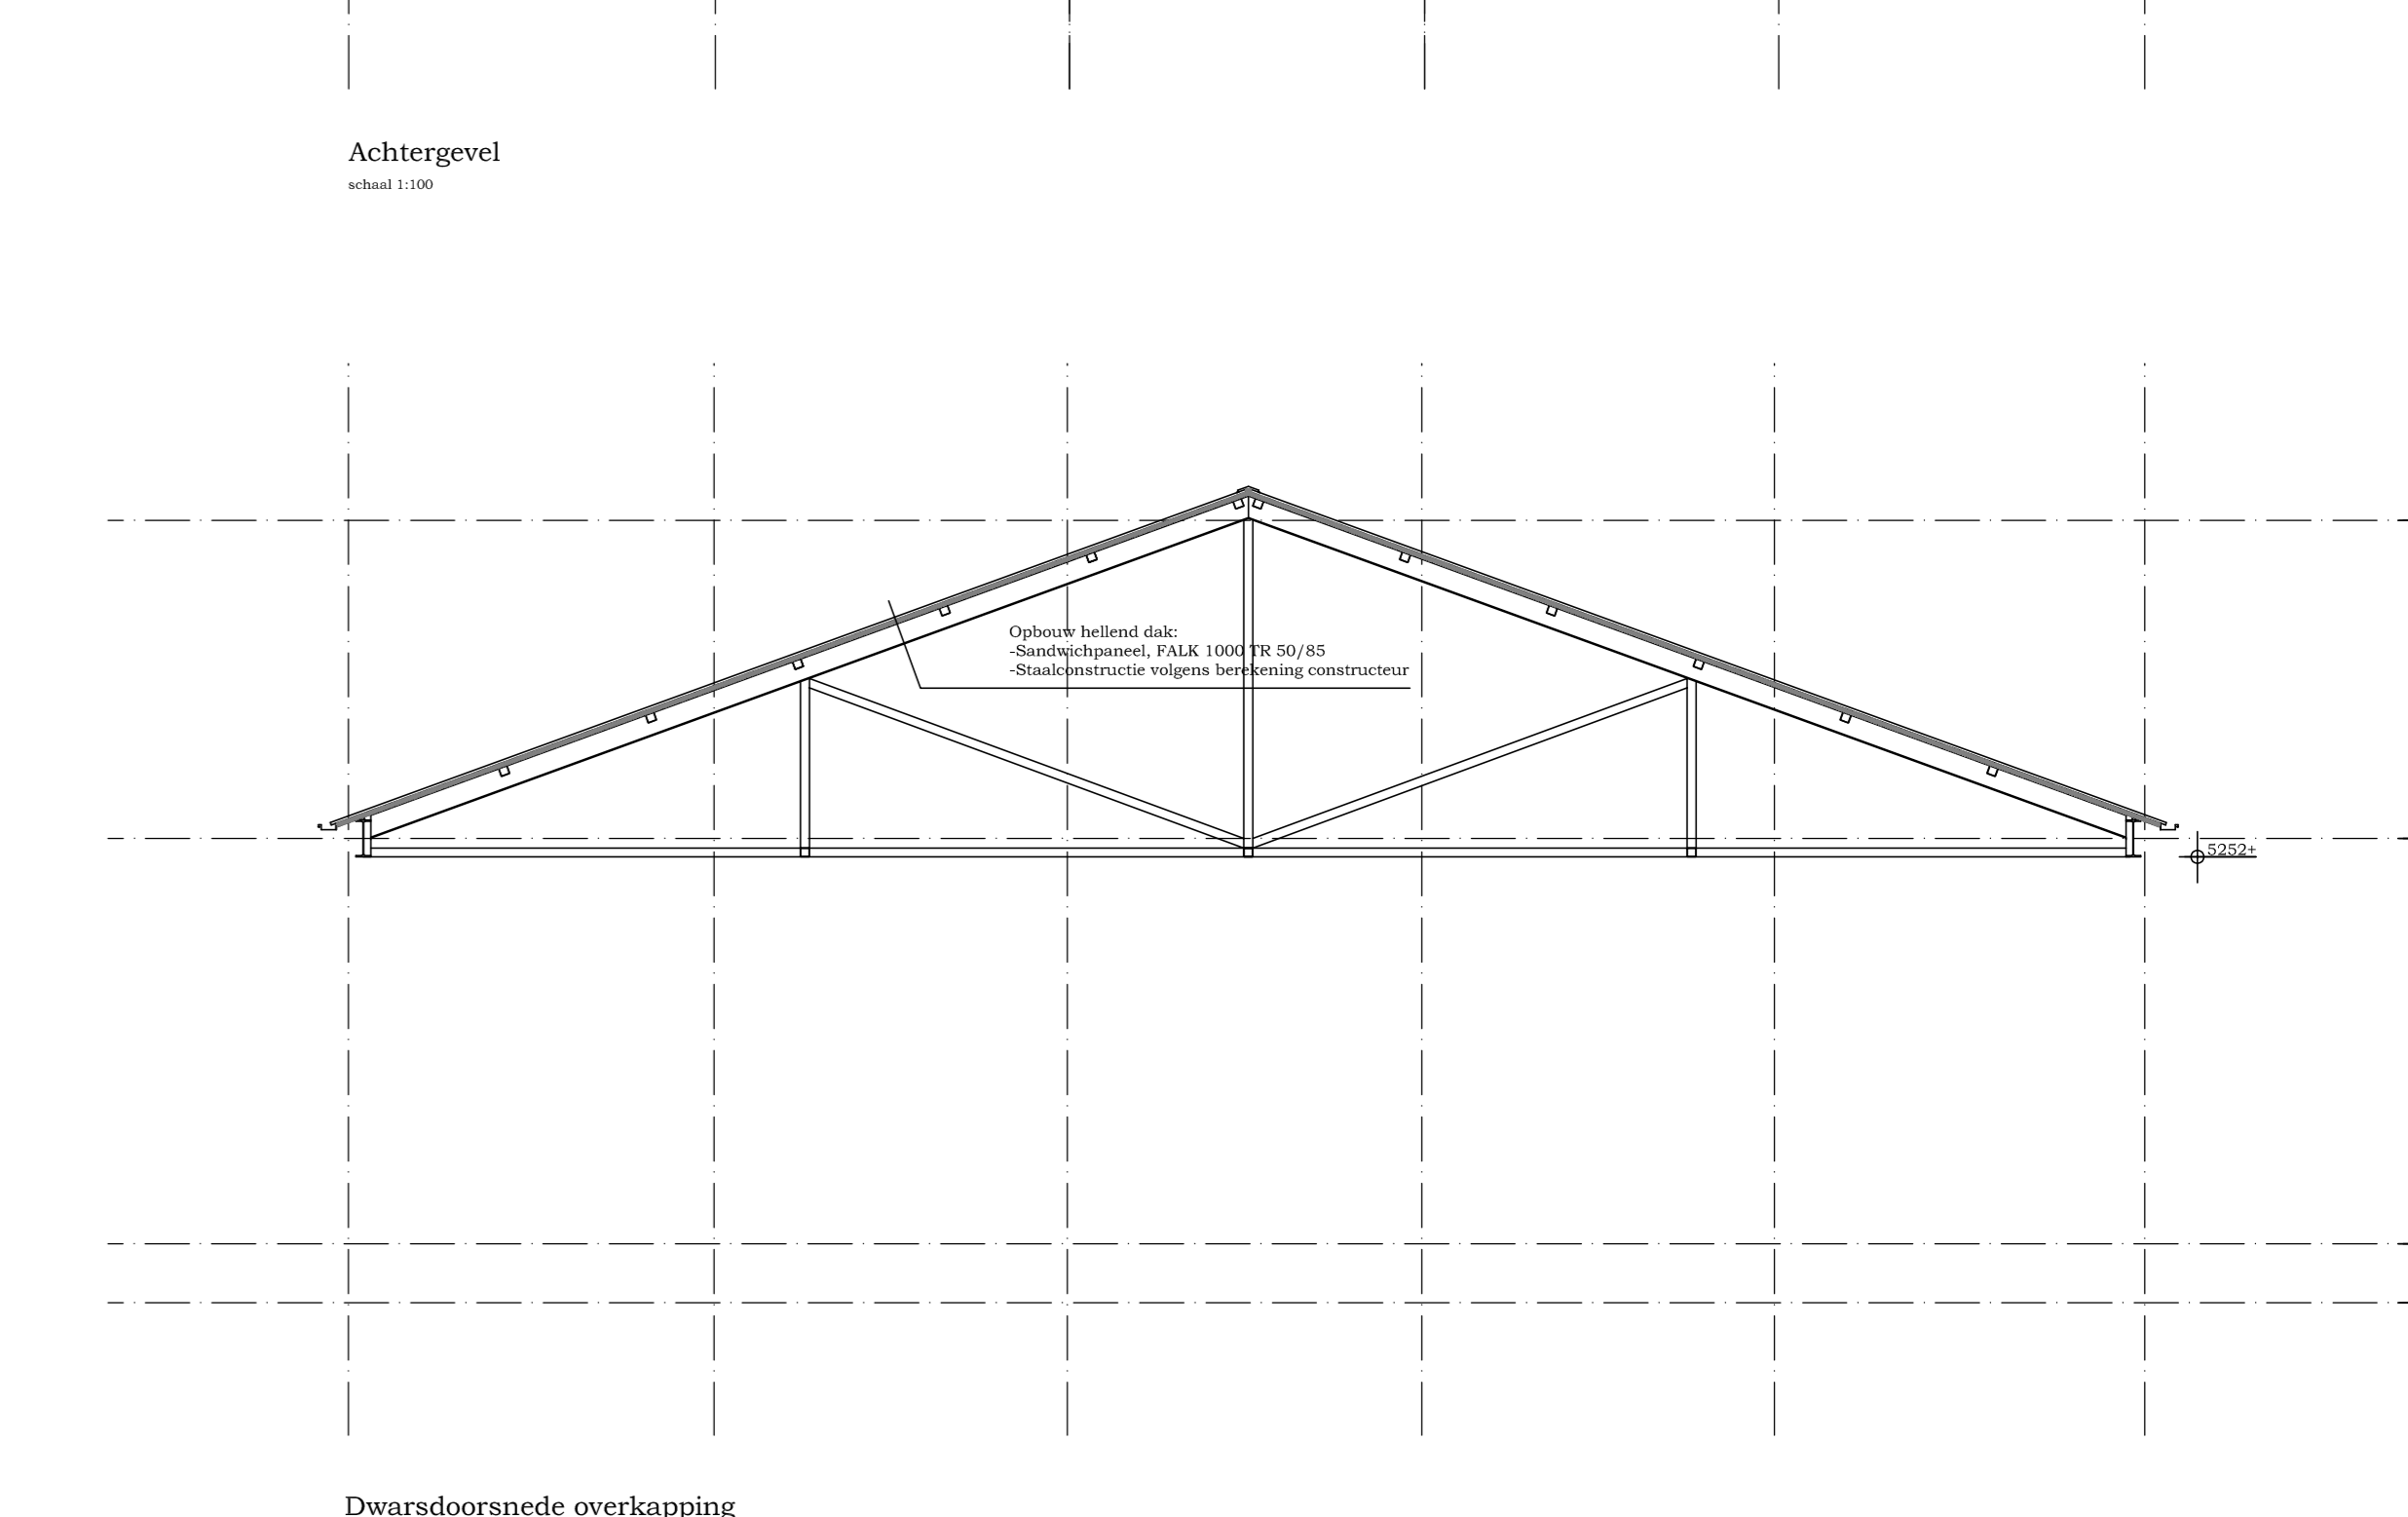 Achtergevel
schaal 1:100
Opbouw hellend dak:
-Sandwichpaneel, FALK 1000 TR 50/85
-Staalconstructie volgens berekening constructeur
5252+
Dwarsdoorsnede overkapping